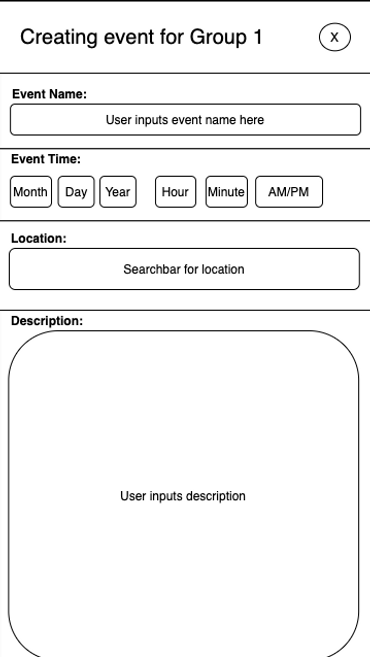 Creating event for Group 1 X
Event Name:
User inputs event name here
Event Time:
Month Day Year Hour Minute AM/PM
Location:
Searchbar for location
Description:
User inputs description